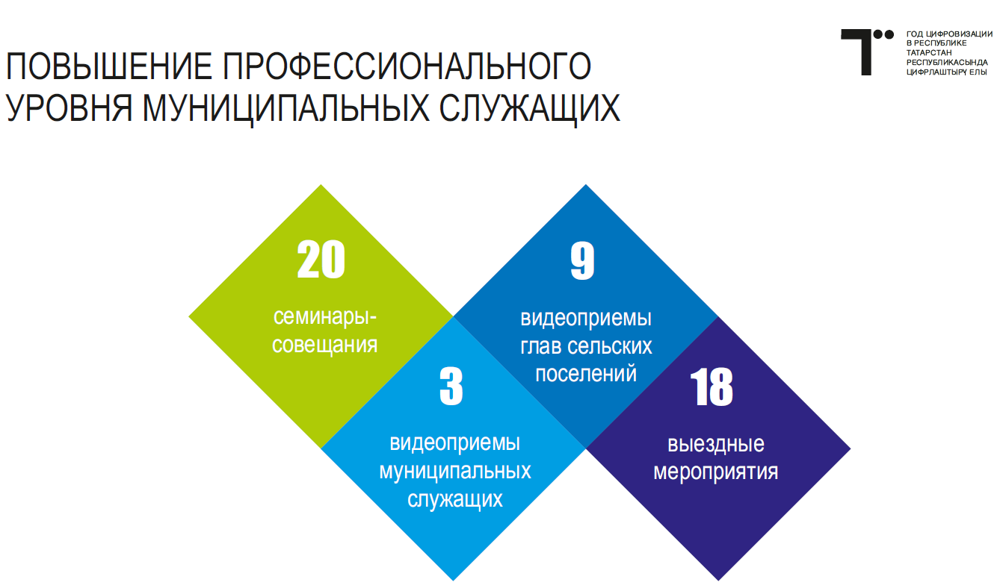 ПОВЫШЕНИЕ ПРОФЕССИОНАЛЬНОГО
УРОВНЯ МУНИЦИПАЛЬНЫХ СЛУЖАЩИХ
ГОД ЦИФРОВИЗАЦИИ
В РЕСПУБЛИКЕ
ТАТАРСТАН
РЕСПУБЛИКАСЫНДА
ЦИФРЛАШТЫРҮ ЕЛЫ
20
семинары-
совещания
3
видеоприемы
муниципальных
служащих
9
видеоприемы
глав сельских
поселений
18
выездные
мероприятия